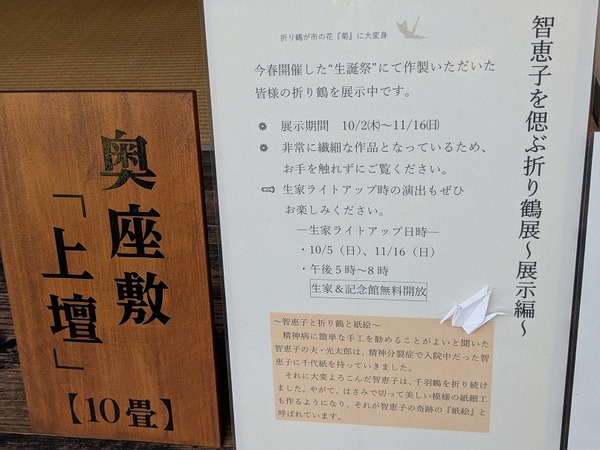 奥座敷
「上壇」
【10畳】
智恵子を偲ぶ折り鶴展～展示編～
折り鶴が市の花『菊』に大変身
今春開催した“生誕祭”にて作製いただいた
皆様の折り鶴を展示中です。
展示期間 10/2㈭～11/16㈰
非常に繊細な作品となっているため、
お手を触れずにご覧ください。
生家ライトアップ時の演出もぜひ
お楽しみください。
―生家ライトアップ日時―
・10/5（日）、11/16（日）
・午後５時～８時
生家＆記念館無料開放
～智恵子と折り鶴と紙絵～
精神病に簡単な手工を勧めることがよいと聞いた
智恵子の夫・光太郎は、精神分裂症で入院中だった智
恵子に千代紙を持っていきました。
それに大変よろこんだ智恵子は、千羽鶴を折り続け
ました。やがて、はさみで切って美しい模様の紙細工
も作るようになり、それが智恵子の奇跡の『紙絵』と
呼ばれています。